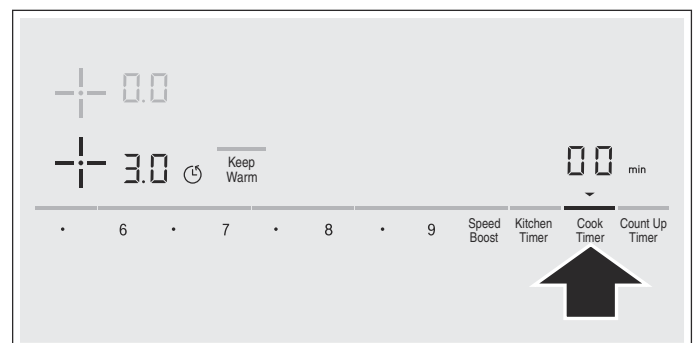 0.0
3.0 Keep Warm 00 min
· 6 · 7 · 8 · 9 Speed Boost Kitchen Timer Cook Timer Count Up Timer